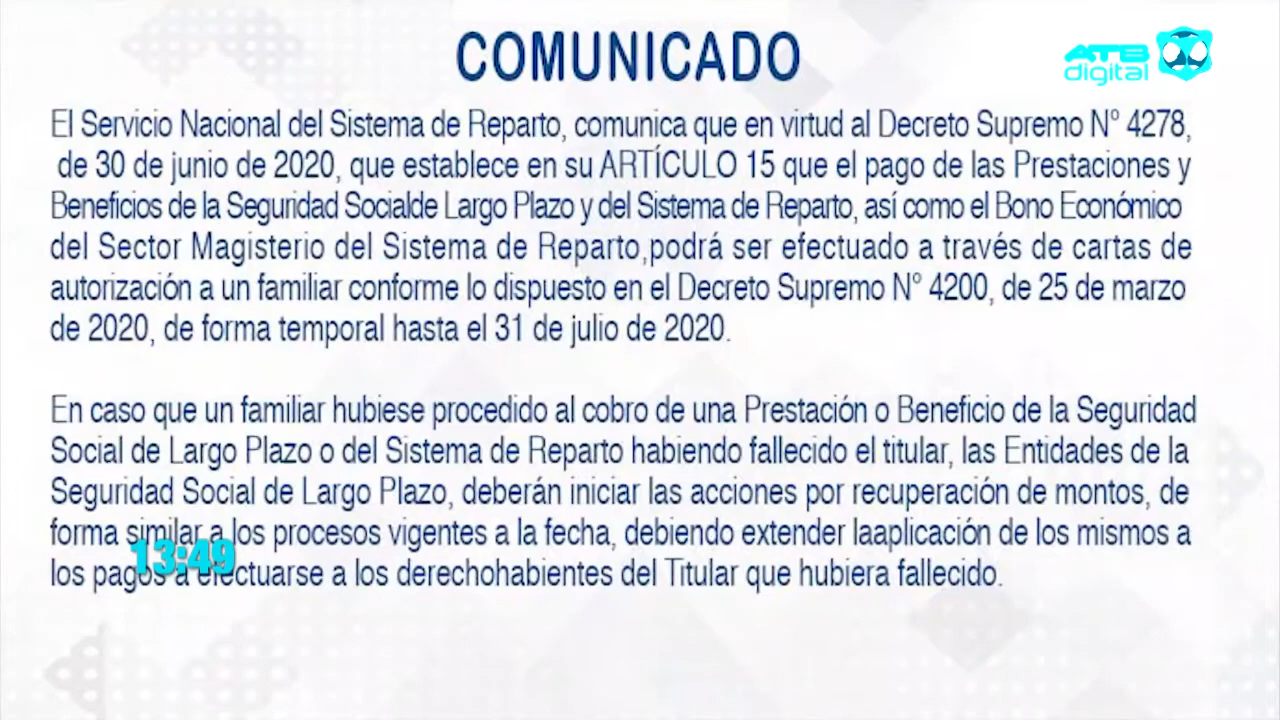 COMUNICADO
ATB
digital
El Servicio Nacional del Sistema de Reparto, comunica que en virtud al Decreto Supremo N° 4278,
de 30 de junio de 2020, que establece en su ARTÍCULO 15 que el pago de las Prestaciones y
Beneficios de la Seguridad Socialde Largo Plazo y del Sistema de Reparto, así como el Bono Económico
del Sector Magisterio del Sistema de Reparto,podrá ser efectuado a través de cartas de
autorización a un familiar conforme lo dispuesto en el Decreto Supremo N° 4200, de 25 de marzo
de 2020, de forma temporal hasta el 31 de julio de 2020.
En caso que un familiar hubiese procedido al cobro de una Prestación o Beneficio de la Seguridad
Social de Largo Plazo o del Sistema de Reparto habiendo fallecido el titular, las Entidades de la
Seguridad Social de Largo Plazo, deberán iniciar las acciones por recuperación de montos, de
forma similar a los procesos vigentes a la fecha, debiendo extender laaplicación de los mismos a
los pagos a efectuarse a los derechohabientes del Titular que hubiera fallecido.
13:49